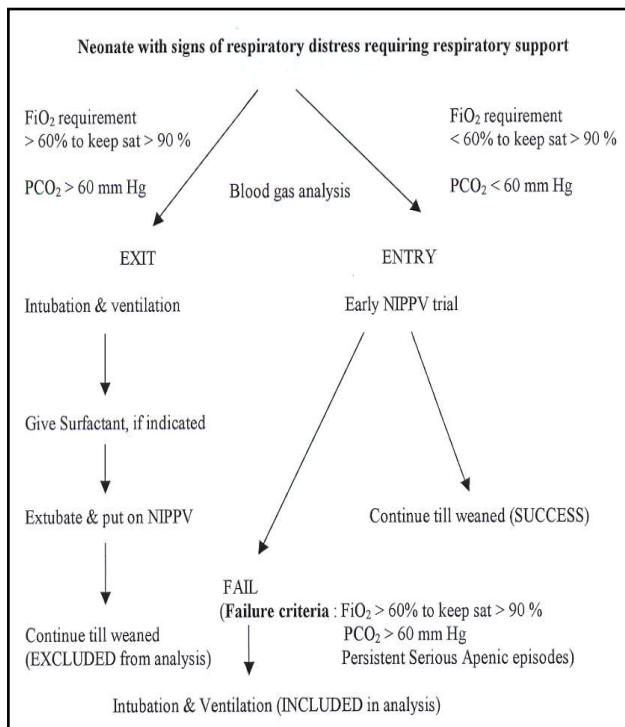 Neonate with signs of respiratory distress requiring respiratory support
FiO2 requirement
> 60% to keep sat > 90 %
PCO2 > 60 mm Hg
FiO2 requirement
< 60% to keep sat > 90 %
PCO2 < 60 mm Hg
Blood gas analysis
EXIT
ENTRY
Intubation & ventilation
Early NIPPV trial
Give Surfactant, if indicated
Extubate & put on NIPPV
Continue till weaned (SUCCESS)
FAIL
(Failure criteria : FiO2 > 60% to keep sat > 90 %
PCO2 > 60 mm Hg
Persistent Serious Apenic episodes)
Continue till weaned
(EXCLUDED from analysis)
Intubation & Ventilation (INCLUDED in analysis)